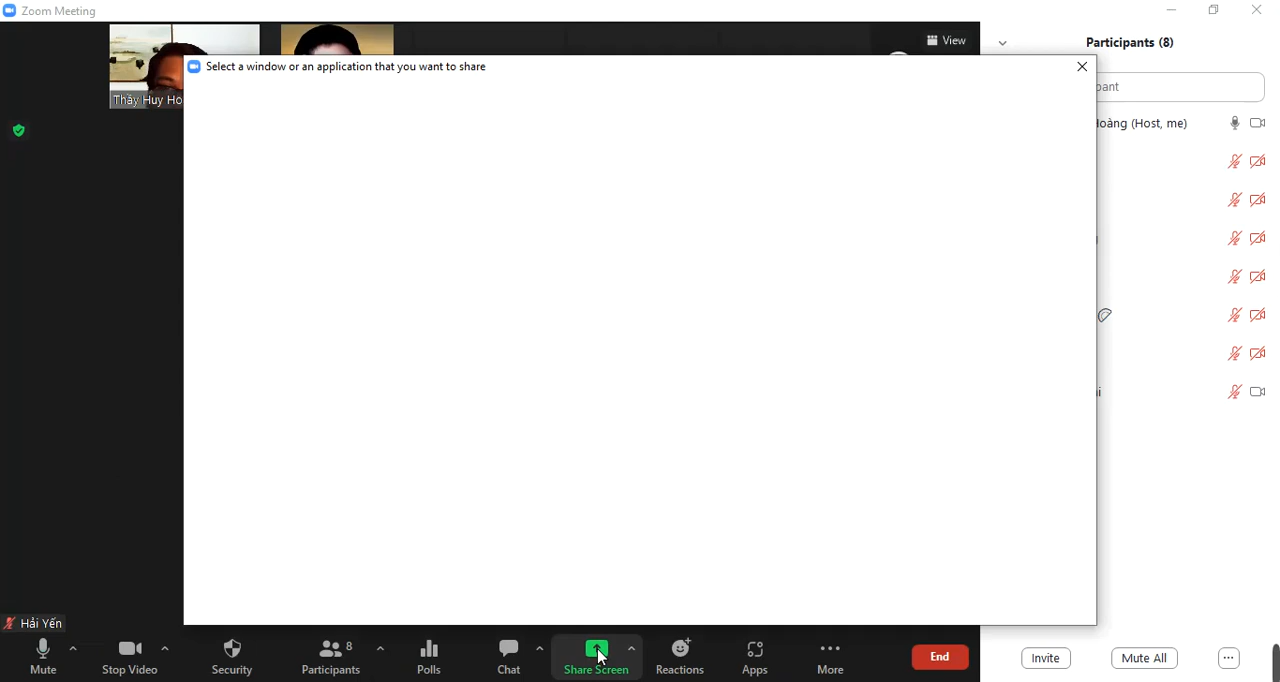 Zoom Meeting
View
Participants (8)
Select a window or an application that you want to share
Thầy Huy Ho
pant
Hoàng (Host, me)
Hải Yến
Mute
Stop Video
Security
8
Participants
Polls
Chat
Share Screen
Reactions
Apps
More
End
Invite
Mute All